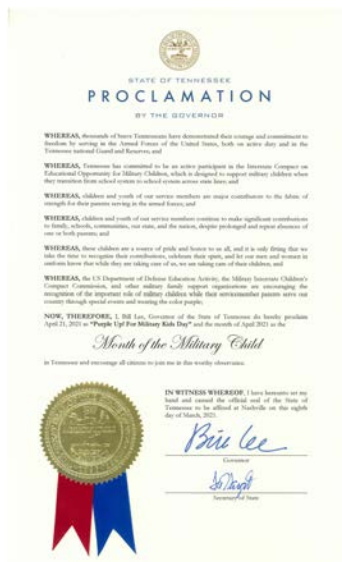 STATE OF TENNESSEE
PROCLAMATION
BY THE GOVERNOR
WHEREAS, thousands of brave Tennesseans have demonstrated their courage and commitment to
freedom by serving in the Armed Forces of the United States, both on active duty and in the
Tennessee national Guard and Reserves; and
WHEREAS, Tennessee has committed to be an active participant in the Interstate Compact on
Educational Opportunity for Military Children, which is designed to support military children when
they transition from school system to school system across state lines; and
WHEREAS, children and youth of our service members are major contributors to the fabric of
strength for their parents serving in the armed forces; and
WHEREAS, children and youth of our service members continue to make significant contributions
to family, schools, communities, our state, and the nation, despite prolonged and repeat absences of
one or both parents; and
WHEREAS, these children are a source of pride and honor to us all, and it is only fitting that we
take the time to recognize their contributions, celebrate their spirit, and let our men and women in
uniform know that while they are taking care of us, we are taking care of their children; and
WHEREAS, the US Department of Defense Education Activity, the Military Interstate Children's
Compact Commission, and other military family support organizations are encouraging the
recognition of the important role of military children while their servicemember parents serve our
country through special events and wearing the color purple;
NOW, THEREFORE, I, Bill Lee, Governor of the State of Tennessee do hereby proclaim
April 21, 2021 as "Purple Up! For Military Kids Day" and the month of April 2021 as the
Month of the Military Child
in Tennessee and encourage all citizens to join me in this worthy observance.
IN WITNESS WHEREOF, I have hereunto set my
hand and caused the official seal of the State of
Tennessee to be affixed at Nashville on this eighth
day of March, 2021.
Bill Lee
Governor
Secretary of State